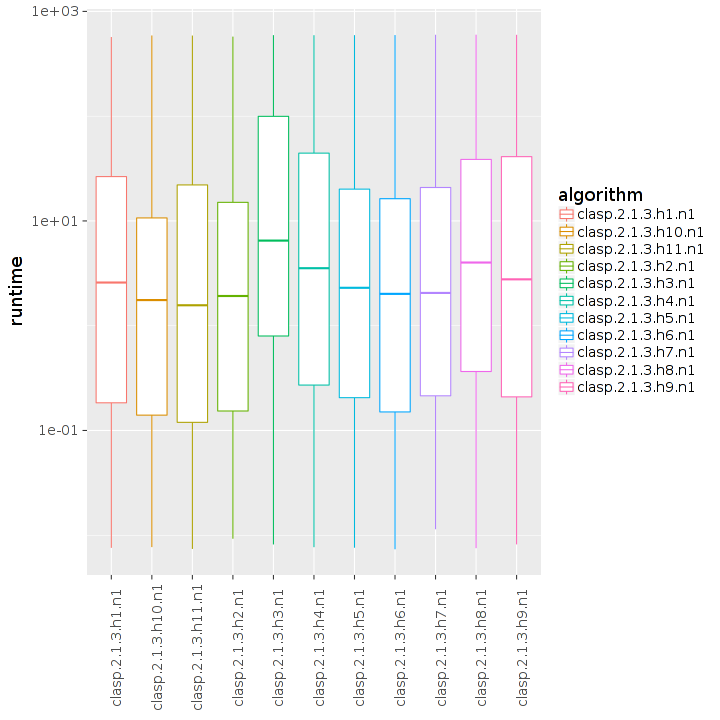 1e+03
1e+01
1e-01
runtime
clasp.2.1.3.h1.n1
clasp.2.1.3.h10.n1
clasp.2.1.3.h11.n1
clasp.2.1.3.h2.n1
clasp.2.1.3.h3.n1
clasp.2.1.3.h4.n1
clasp.2.1.3.h5.n1
clasp.2.1.3.h6.n1
clasp.2.1.3.h7.n1
clasp.2.1.3.h8.n1
clasp.2.1.3.h9.n1
algorithm
clasp.2.1.3.h1.n1
clasp.2.1.3.h10.n1
clasp.2.1.3.h11.n1
clasp.2.1.3.h2.n1
clasp.2.1.3.h3.n1
clasp.2.1.3.h4.n1
clasp.2.1.3.h5.n1
clasp.2.1.3.h6.n1
clasp.2.1.3.h7.n1
clasp.2.1.3.h8.n1
clasp.2.1.3.h9.n1